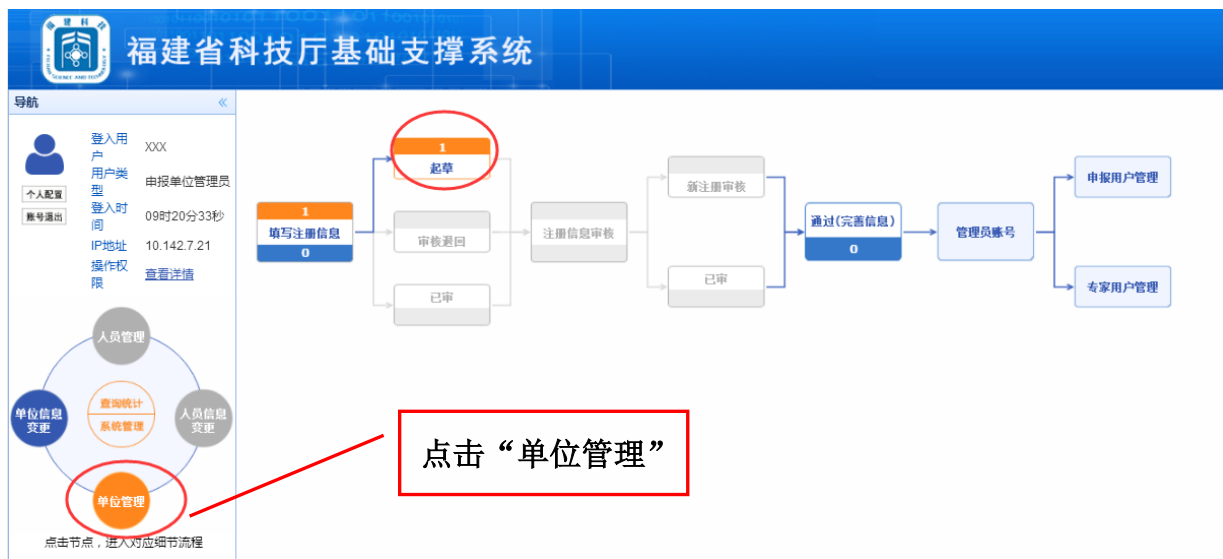 建 科
SCIENCE AND TECHNOLOGY
福建省科技厅基础支撑系统
导航
«
登入用户
XXX
用户类型
申报单位管理员
登入时间
09时20分33秒
IP地址
10.142.7.21
操作权限
查看详情
个人配置
账号退出
人员管理
单位信息
变更
查询统计
系统管理
人员信息
变更
单位管理
点击节点，进入对应细节流程
1
填写注册信息
0
1
起草
审核退回
已审
注册信息审核
新注册审核
已审
通过(完善信息)
0
管理员账号
申报用户管理
专家用户管理
点击“单位管理”